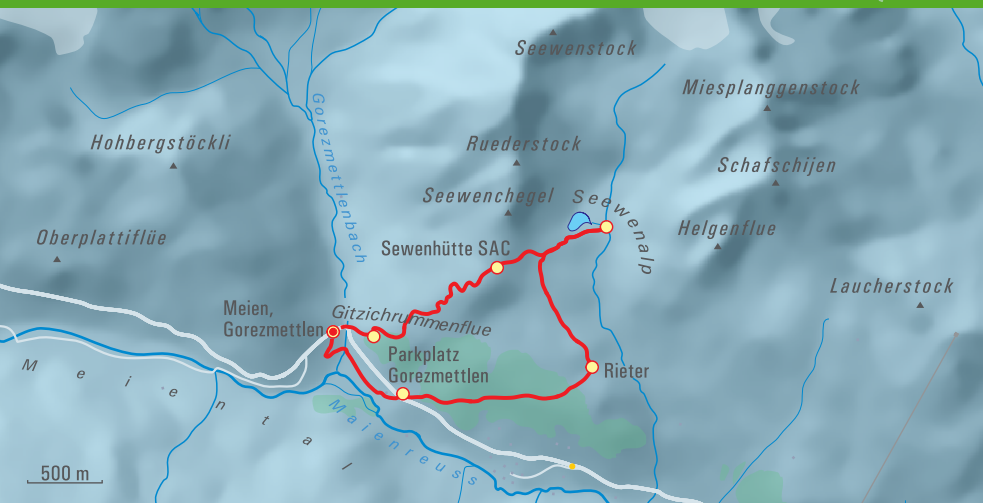 Seewenstock
Miesplanggenstock
Gorezmettlenbach
Hohbergstöckli
Ruederstock
Schafschijen
Seewenchegel
Seewenalp
Oberplattiflüe
Helgenflue
Sewenhütte SAC
Laucherstock
Meien,
Gorezmettlen
Gitzichrummenflue
Parkplatz
Gorezmettlen
Rieter
Meiental
Maienreuss
500 m